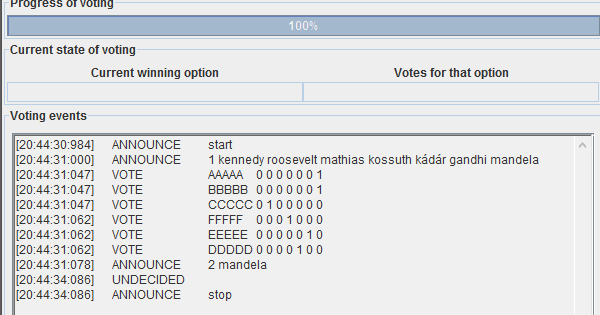 Progress of voting
100%
Current state of voting
Current winning option Votes for that option
Voting events
[20:44:30:984] ANNOUNCE start
[20:44:31:000] ANNOUNCE 1 kennedy roosevelt mathias kossuth kádár gandhi mandela
[20:44:31:047] VOTE AAAAA 0 0 0 0 0 0 1
[20:44:31:047] VOTE BBBBB 0 0 0 0 0 0 1
[20:44:31:047] VOTE CCCCC 0 1 0 0 0 0 0
[20:44:31:062] VOTE FFFFF 0 0 0 1 0 0 0
[20:44:31:062] VOTE EEEEE 0 0 0 0 0 1 0
[20:44:31:062] VOTE DDDDD 0 0 0 0 1 0 0
[20:44:31:078] ANNOUNCE 2 mandela
[20:44:34:086] UNDECIDED
[20:44:34:086] ANNOUNCE stop